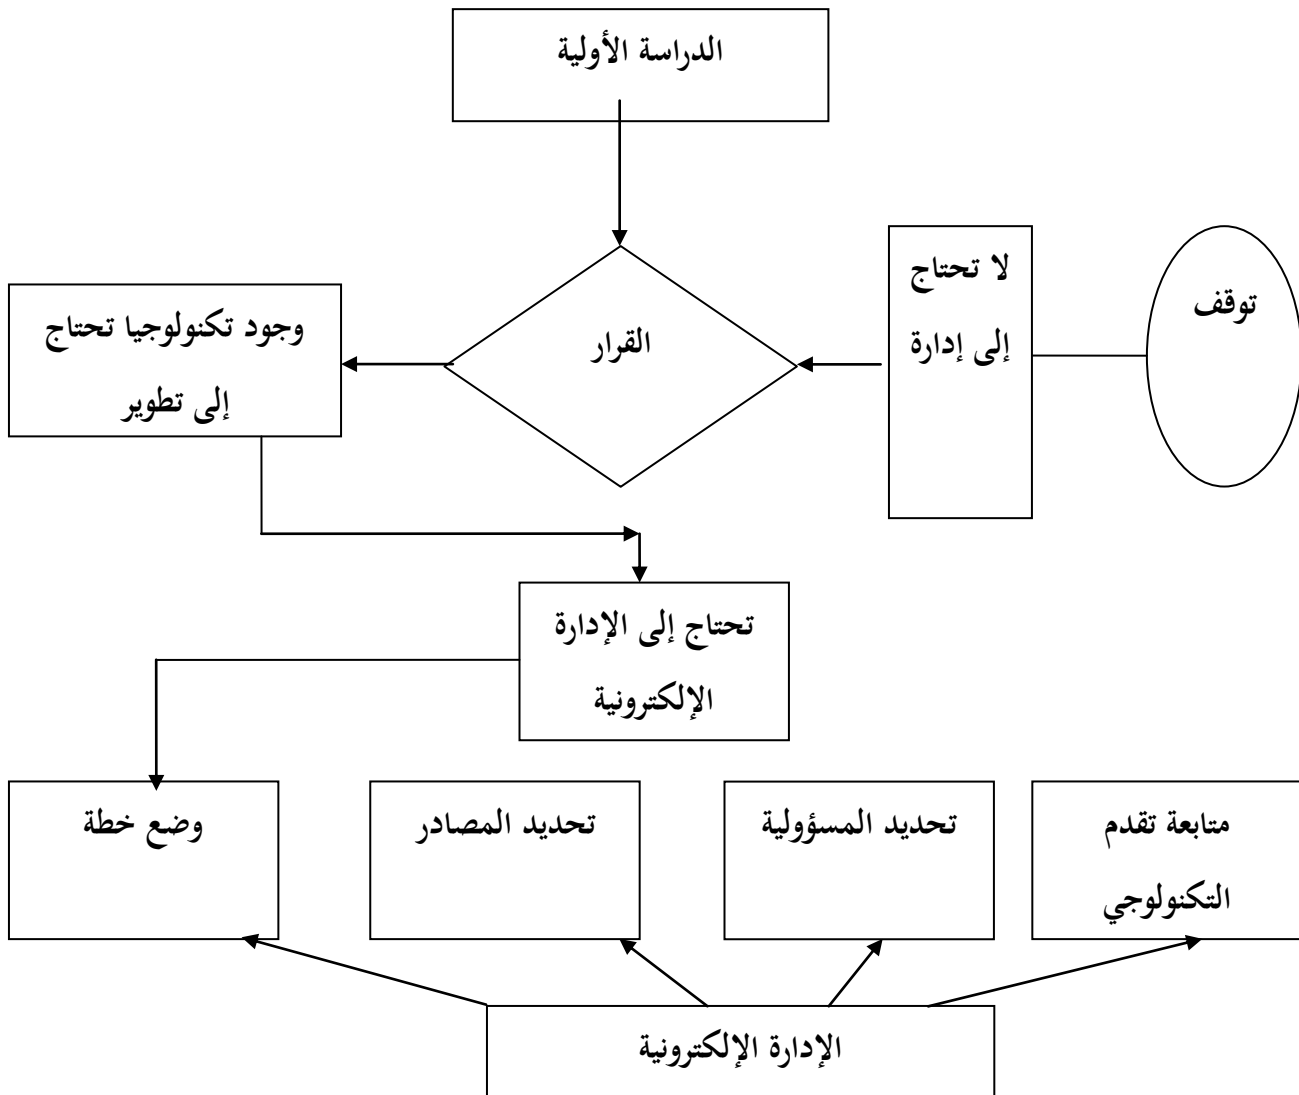 الدراسة الأولية
توقف
لا تحتاج
إلى إدارة
القرار
وجود تكنولوجيا تحتاج
إلى تطوير
تحتاج إلى الإدارة
الإلكترونية
متابعة تقدم
التكنولوجي
تحديد المسؤولية
تحديد المصادر
وضع خطة
الإدارة الإلكترونية